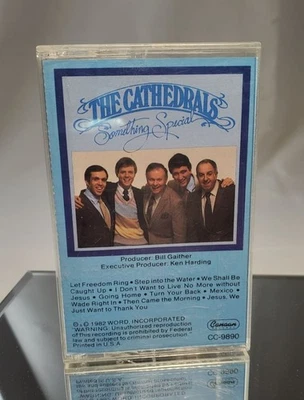 THE CATHEDRALS
Something Special
Producer: Bill Gaither
Executive Producer: Ken Harding
Let Freedom Ring • Step into the Water • We Shall Be
Caught Up • I Don't Want to Live No More without
Jesus • Going Home • Turn Your Back • Mexico •
Wade Right In • Then Came the Morning • Jesus, We
Just Want to Thank You
℗ © 1982 WORD INCORPORATED
"WARNING: Unauthorized reproduction
of this recording is prohibited by Federal
law and subject to criminal prosecution."
Printed in U.S.A.
Canaan
CC-9890